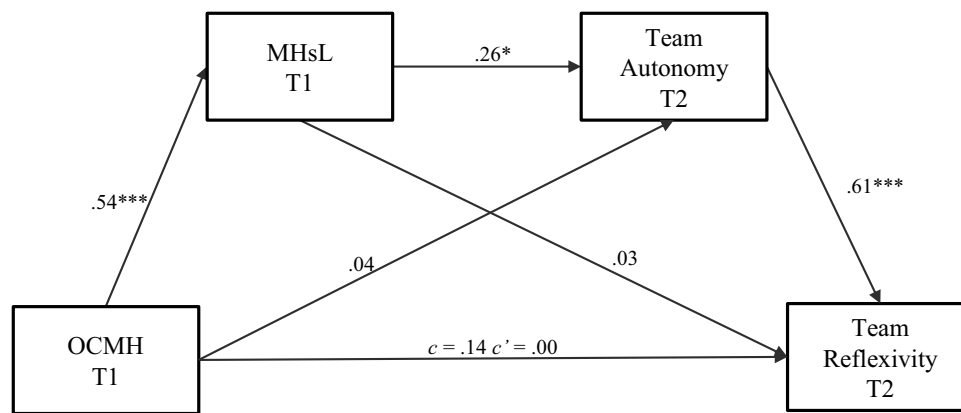 MHsL
T1
.26*
Team
Autonomy
T2
.54***
.61***
.04
.03
OCMH
T1
c = .14 c’ = .00
Team
Reflexivity
T2